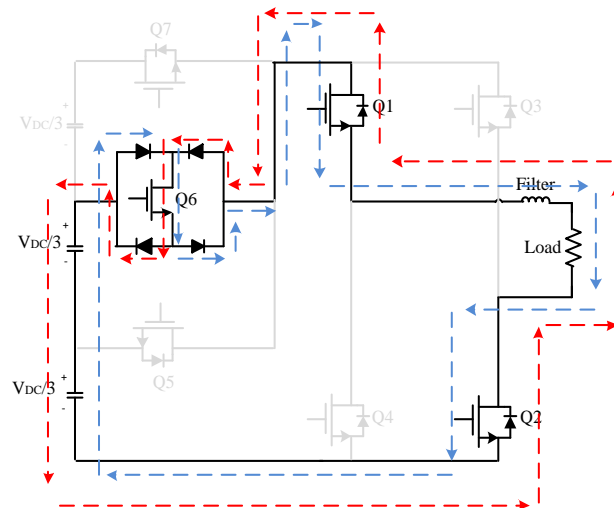 Q7
+
VDC/3
-
Q1
Q3
Q6
Filter
+
VDC/3
-
Load
Q5
+
VDC/3
-
Q4
Q2